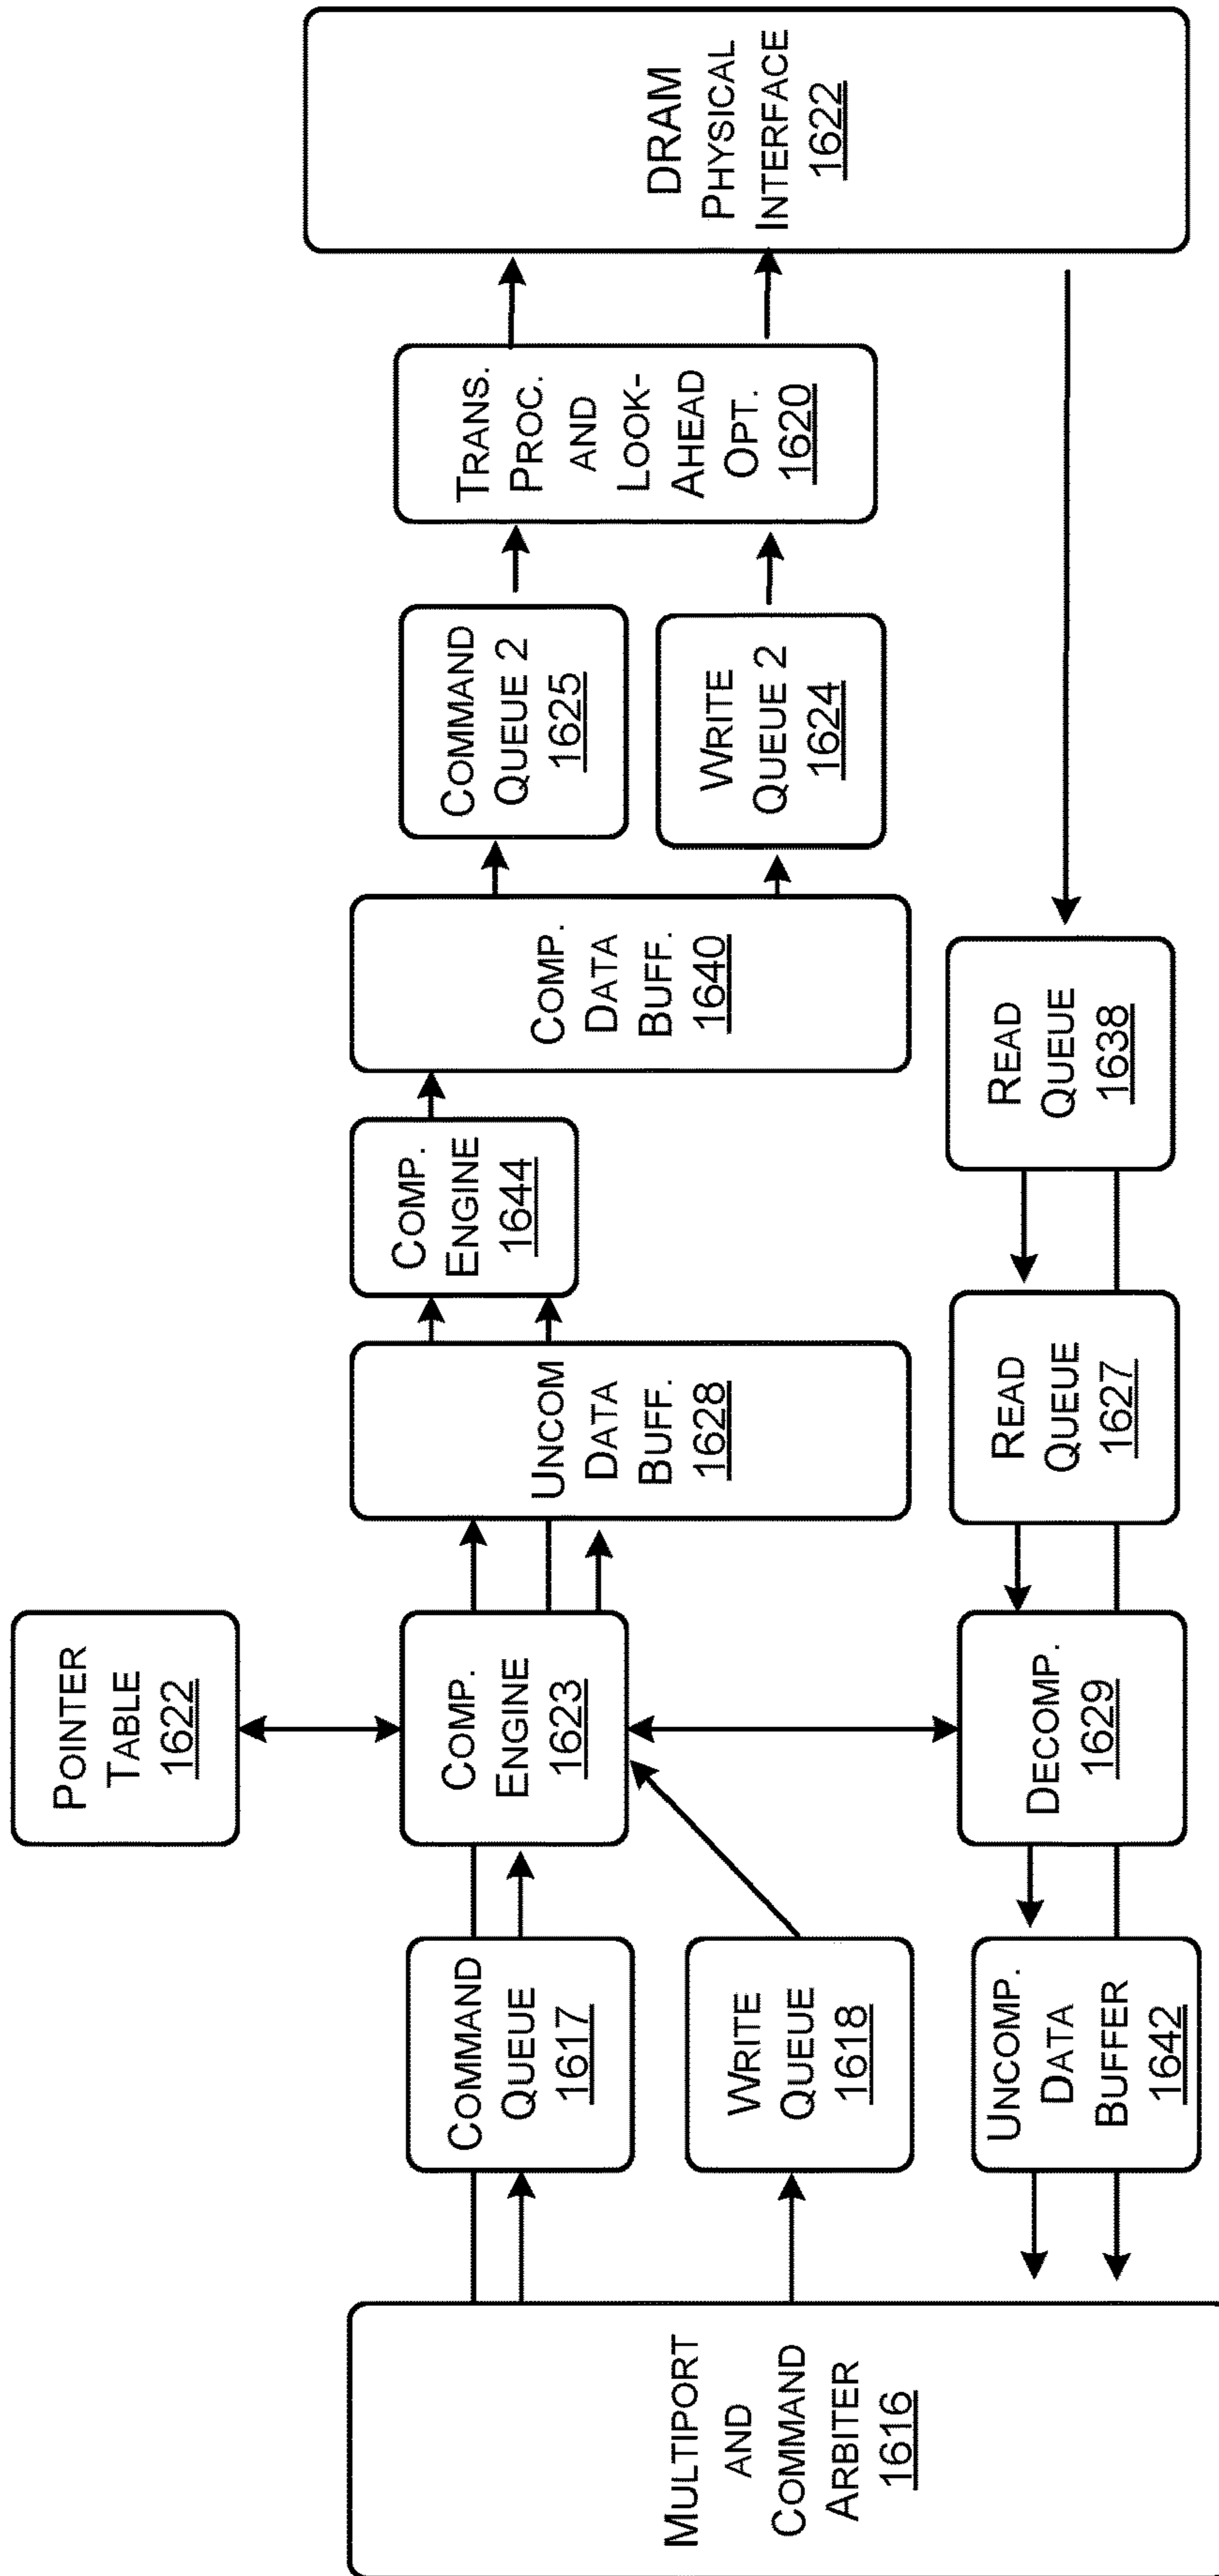 POINTER
TABLE
1622
MULTIPORT
AND
COMMAND
ARBITER
1616
COMMAND
QUEUE
1617
WRITE
QUEUE
1618
UNCOMP.
DATA
BUFFER
1642
COMP.
ENGINE
1623
DECOMP.
1629
UNCOM
DATA
BUFF.
1628
READ
QUEUE
1627
COMP.
ENGINE
1644
COMP.
DATA
BUFF.
1640
READ
QUEUE
1638
COMMAND
QUEUE 2
1625
WRITE
QUEUE 2
1624
TRANS.
PROC.
AND
LOOK-
AHEAD
OPT.
1620
DRAM
PHYSICAL
INTERFACE
1622